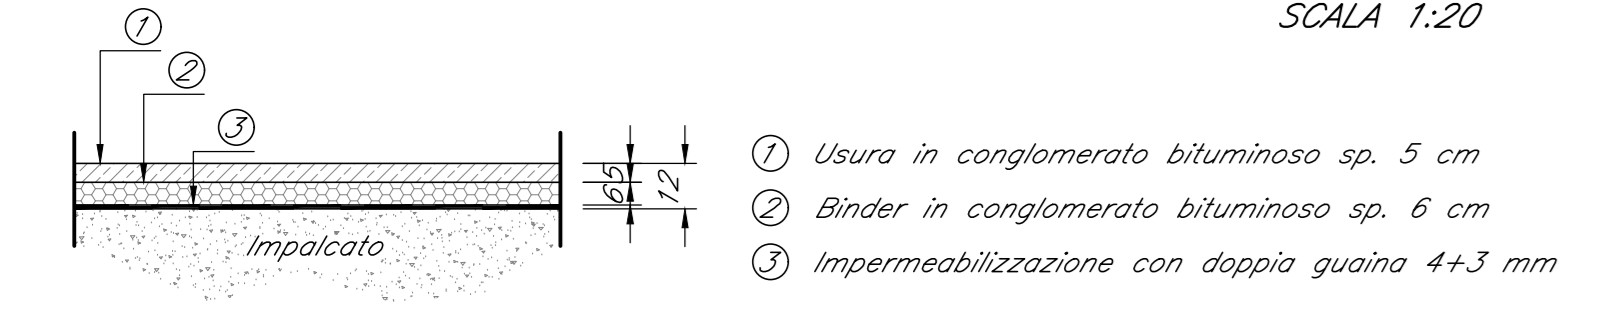 SCALA 1:20
1
2
3
5
6
12
Impalcato
1 Usura in conglomerato bituminoso sp. 5 cm
2 Binder in conglomerato bituminoso sp. 6 cm
3 Impermeabilizzazione con doppia guaina 4+3 mm